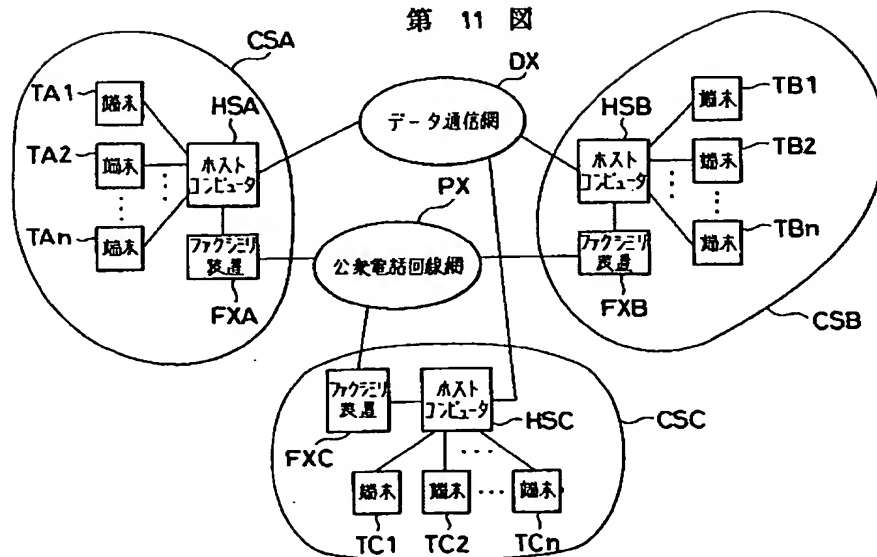 第 11 図
CSA
DX
TA1
端末
HSA
TA2
端末
ホスト
コンピュータ
TAn
端末
ファクシミリ
装置
FXA
データ通信網
PX
公衆電話回線網
HSB
ホスト
コンピュータ
端末
TB1
端末
TB2
端末
TBn
ファクシミリ
装置
FXB
CSB
ファクシミリ
装置
FXC
ホスト
コンピュータ
HSC
CSC
端末
端末
端末
TC1
TC2
TCn